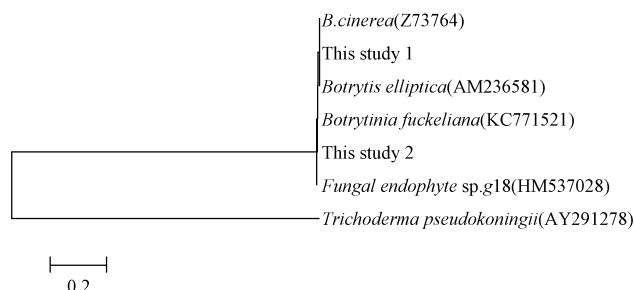 B.cinerea(Z73764)
This study 1
Botrytis elliptica(AM236581)
Botrytinia fuckeliana(KC771521)
This study 2
Fungal endophyte sp.g18(HM537028)
Trichoderma pseudokoningii(AY291278)
0.2